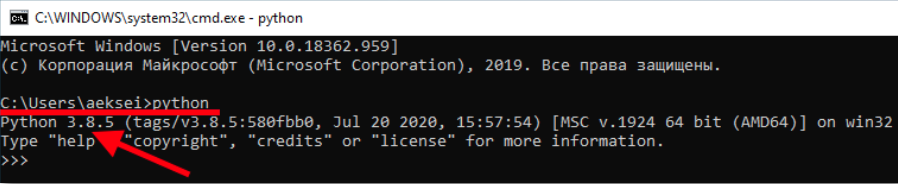 C:\WINDOWS\system32\cmd.exe - python
Microsoft Windows [Version 10.0.18362.959]
(c) Корпорация Майкрософт (Microsoft Corporation), 2019. Все права защищены.
C:\Users\aeksei>python
Python 3.8.5 (tags/v3.8.5:580fbb0, Jul 20 2020, 15:57:54) [MSC v.1924 64 bit (AMD64)] on win32
Type "help", "copyright", "credits" or "license" for more information.
>>>